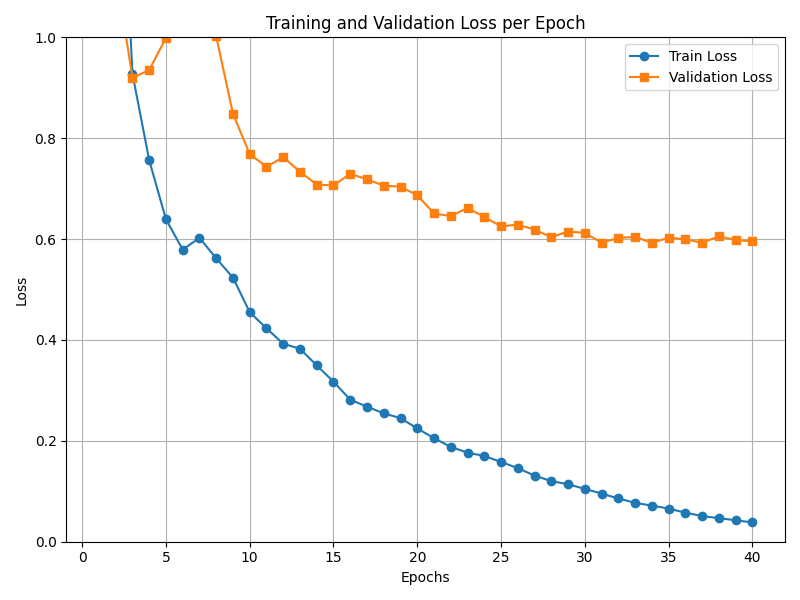 Training and Validation Loss per Epoch
Train Loss
Validation Loss
1.0
0.8
0.6
0.4
0.2
0.0
Loss
0 5 10 15 20 25 30 35 40
Epochs